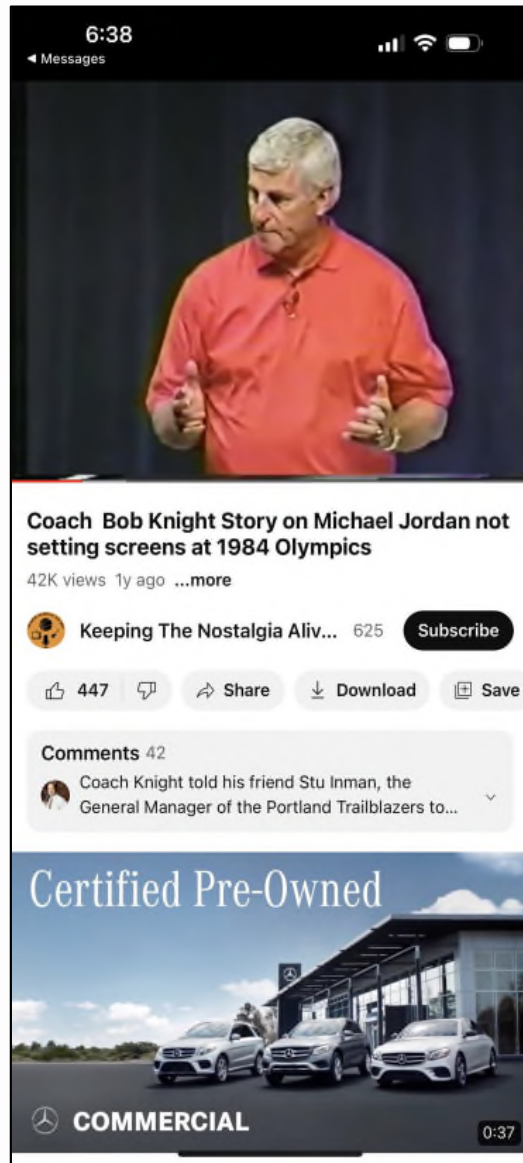 6:38
◀ Messages
Coach Bob Knight Story on Michael Jordan not
setting screens at 1984 Olympics
42K views 1y ago ...more
Keeping The Nostalgia Aliv... 625 Subscribe
447 Share Download Save
Comments 42
Coach Knight told his friend Stu Inman, the
General Manager of the Portland Trailblazers to...
Certified Pre-Owned
COMMERCIAL
0:37